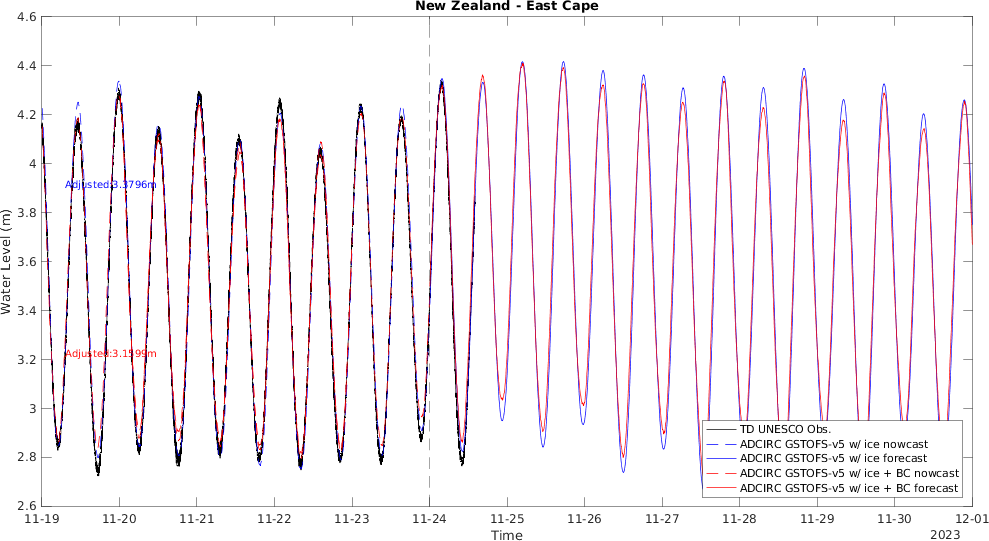 New Zealand - East Cape
4.6
4.4
4.2
4
3.8
3.6
3.4
3.2
3
2.8
2.6
Water Level (m)
Adjusted:3.3796m
Adjusted:3.1599m
TD UNESCO Obs.
ADCIRC GSTOFS-v5 w/ ice nowcast
ADCIRC GSTOFS-v5 w/ ice forecast
ADCIRC GSTOFS-v5 w/ ice + BC nowcast
ADCIRC GSTOFS-v5 w/ ice + BC forecast
11-19 11-20 11-21 11-22 11-23 11-24 11-25 11-26 11-27 11-28 11-29 11-30 12-01
Time
2023